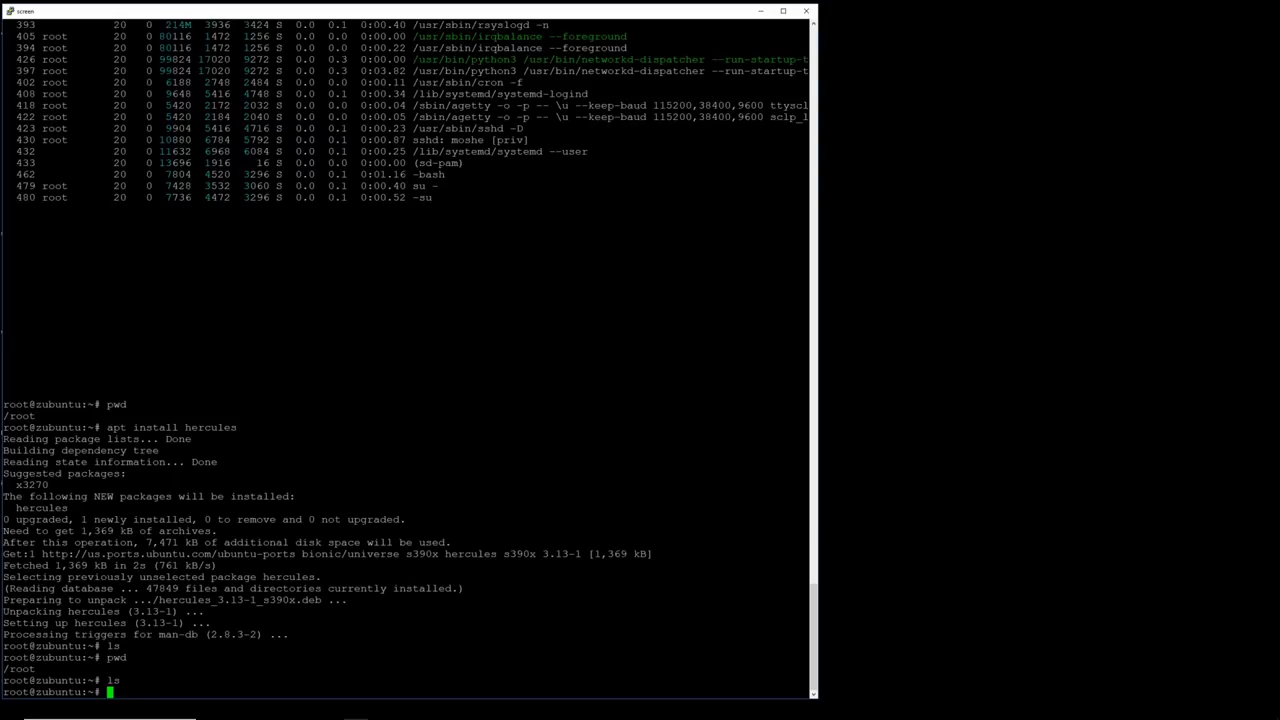 screen
393 20 0 214M 3936 3424 S 0.0 0.1 0:00.40 /usr/sbin/rsyslogd -n
405 root 20 0 80116 1472 1256 S 0.0 0.0 0:00.00 /usr/sbin/irqbalance --foreground
394 root 20 0 80116 1472 1256 S 0.0 0.0 0:00.22 /usr/sbin/irqbalance --foreground
426 root 20 0 99824 17020 9272 S 0.0 0.3 0:00.00 /usr/bin/python3 /usr/bin/networkd-dispatcher --run-startup-t
397 root 20 0 99824 17020 9272 S 0.0 0.3 0:03.82 /usr/bin/python3 /usr/bin/networkd-dispatcher --run-startup-t
402 root 20 0 6188 2748 2484 S 0.0 0.1 0:00.11 /usr/sbin/cron -f
408 root 20 0 9648 5416 4748 S 0.0 0.1 0:00.34 /lib/systemd/systemd-logind
418 root 20 0 5420 2172 2032 S 0.0 0.0 0:00.04 /sbin/agetty -o -p -- \u --keep-baud 115200,38400,9600 ttyscl
422 root 20 0 5420 2184 2040 S 0.0 0.0 0:00.05 /sbin/agetty -o -p -- \u --keep-baud 115200,38400,9600 sclp_l
423 root 20 0 9904 5416 4716 S 0.0 0.1 0:00.23 /usr/sbin/sshd -D
430 root 20 0 10880 6784 5792 S 0.0 0.1 0:00.87 sshd: moshe [priv]
432 20 0 11632 6968 6084 S 0.0 0.1 0:00.25 /lib/systemd/systemd --user
433 20 0 13696 1916 16 S 0.0 0.0 0:00.00 (sd-pam)
462 20 0 7804 4520 3296 S 0.0 0.1 0:01.16 -bash
479 root 20 0 7428 3532 3060 S 0.0 0.1 0:00.40 su -
480 root 20 0 7736 4472 3296 S 0.0 0.1 0:00.52 -su
root@zubuntu:~# pwd
/root
root@zubuntu:~# apt install hercules
Reading package lists... Done
Building dependency tree
Reading state information... Done
Suggested packages:
x3270
The following NEW packages will be installed:
hercules
0 upgraded, 1 newly installed, 0 to remove and 0 not upgraded.
Need to get 1,369 kB of archives.
After this operation, 7,471 kB of additional disk space will be used.
Get:1 http://us.ports.ubuntu.com/ubuntu-ports bionic/universe s390x hercules s390x 3.13-1 [1,369 kB]
Fetched 1,369 kB in 2s (761 kB/s)
Selecting previously unselected package hercules.
(Reading database ... 47849 files and directories currently installed.)
Preparing to unpack .../hercules_3.13-1_s390x.deb ...
Unpacking hercules (3.13-1) ...
Setting up hercules (3.13-1) ...
Processing triggers for man-db (2.8.3-2) ...
root@zubuntu:~# ls
root@zubuntu:~# pwd
/root
root@zubuntu:~# ls
root@zubuntu:~#